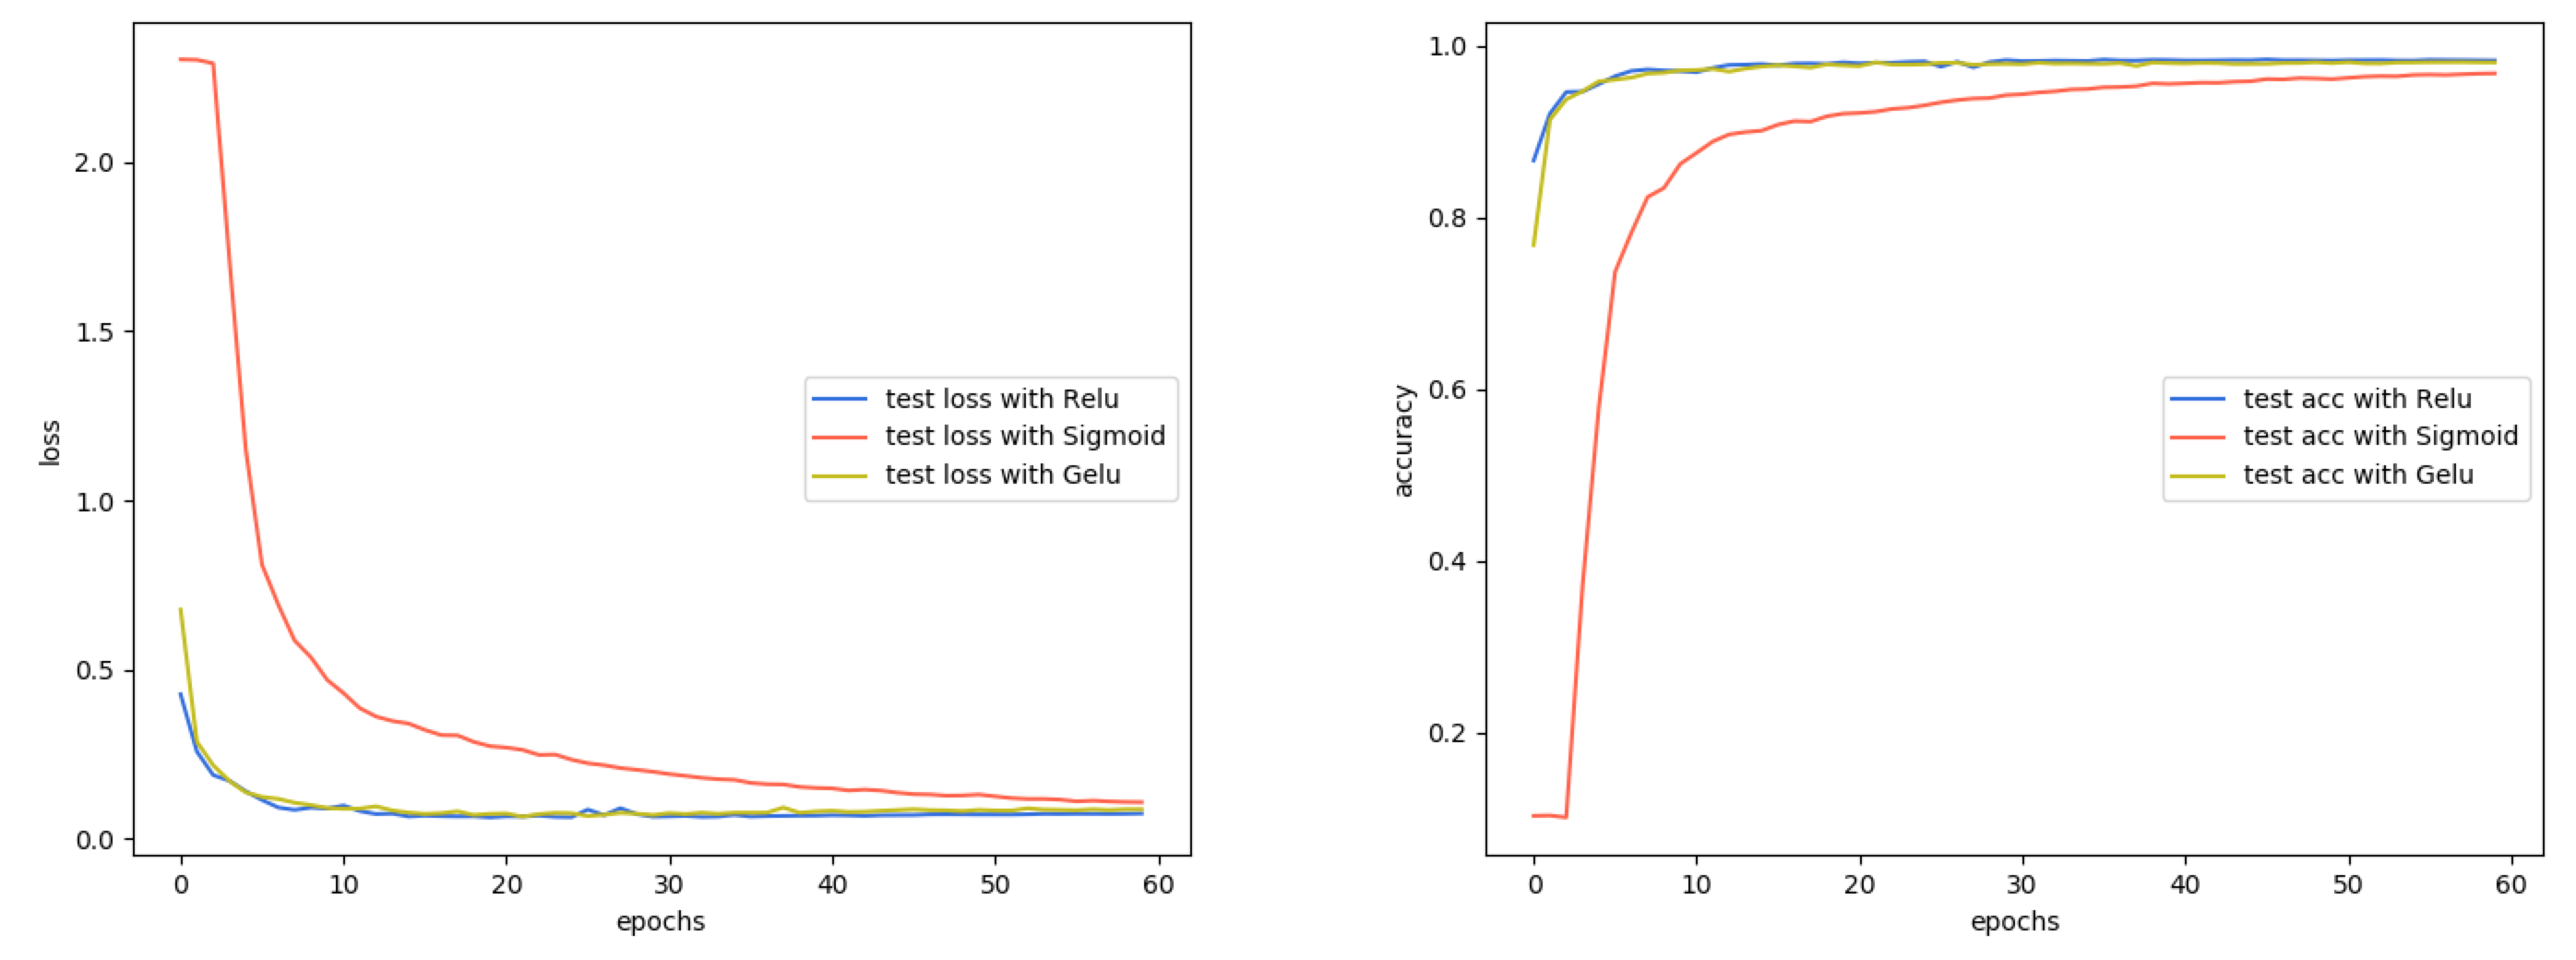 2.0
1.5
1.0
0.5
0.0
loss
0 10 20 30 40 50 60
epochs
test loss with Relu
test loss with Sigmoid
test loss with Gelu
1.0
0.8
0.6
0.4
0.2
accuracy
0 10 20 30 40 50 60
epochs
test acc with Relu
test acc with Sigmoid
test acc with Gelu